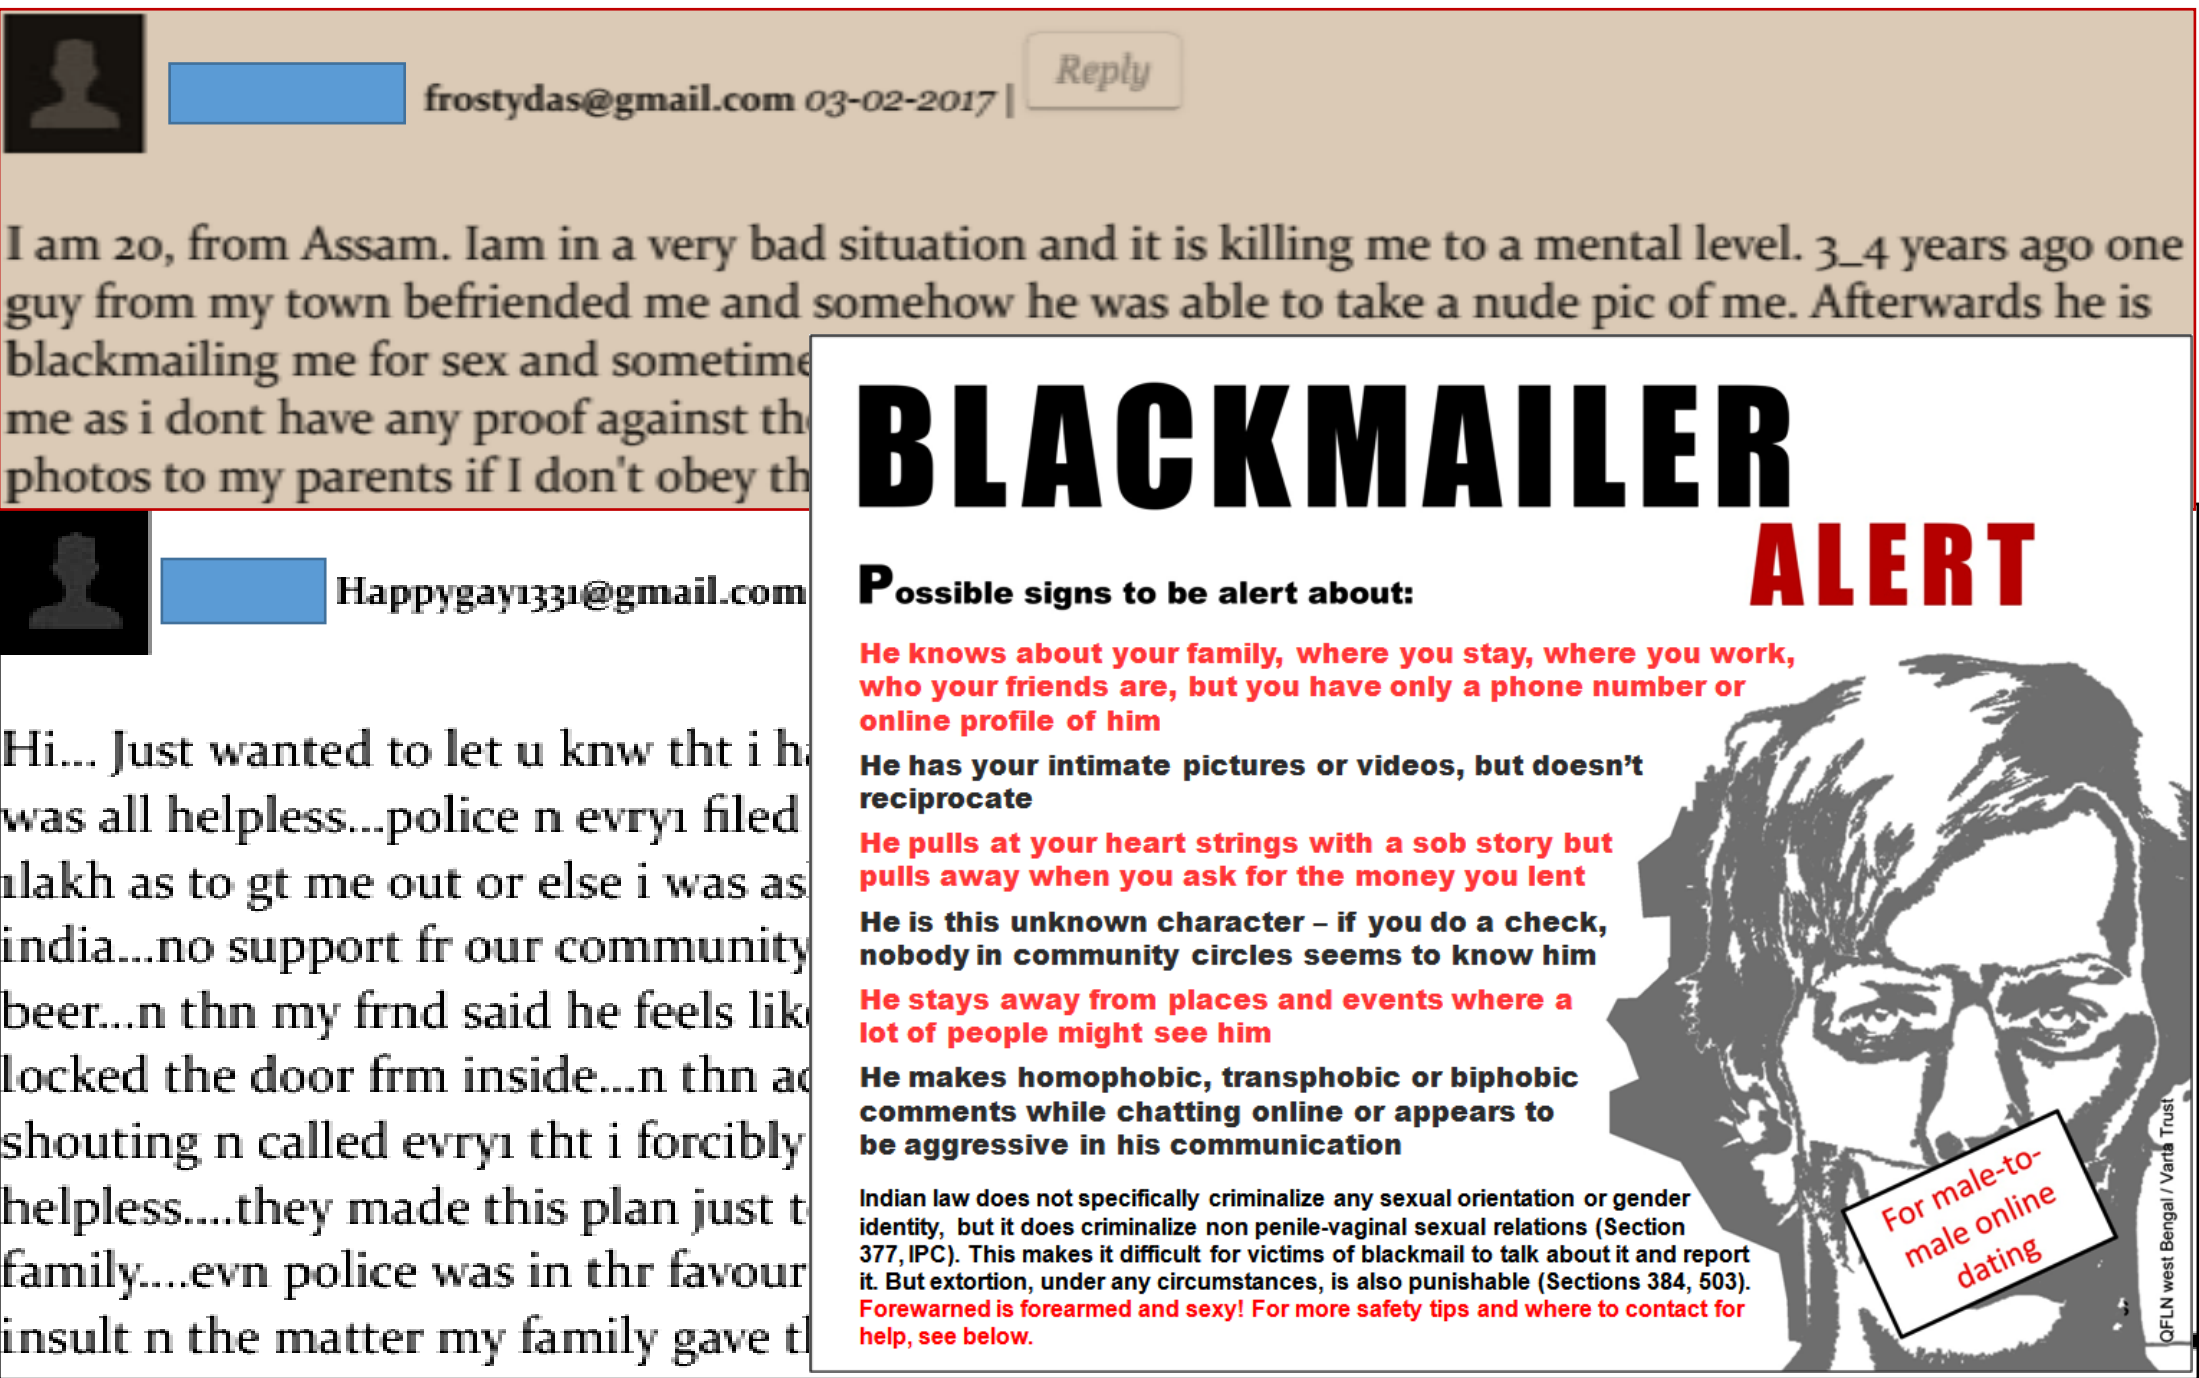 frostydas@gmail.com 03-02-2017 |
Reply
I am 20, from Assam. Iam in a very bad situation and it is killing me to a mental level. 3_4 years ago one
guy from my town befriended me and somehow he was able to take a nude pic of me. Afterwards he is
blackmailing me for sex and sometime
me as i dont have any proof against th
photos to my parents if I don't obey th
Happygay1331@gmail.com
Hi... Just wanted to let u knw tht i h
was all helpless...police n evry1 filed
1lakh as to gt me out or else i was as
india...no support fr our community
beer...n thn my frnd said he feels lik
locked the door frm inside...n thn a
shouting n called evry1 tht i forcibly
helpless....they made this plan just t
family....evn police was in thr favour
insult n the matter my family gave t
BLACKMAILER
ALERT
Possible signs to be alert about:
He knows about your family, where you stay, where you work,
who your friends are, but you have only a phone number or
online profile of him
He has your intimate pictures or videos, but doesn't
reciprocate
He pulls at your heart strings with a sob story but
pulls away when you ask for the money you lent
He is this unknown character – if you do a check,
nobody in community circles seems to know him
He stays away from places and events where a
lot of people might see him
He makes homophobic, transphobic or biphobic
comments while chatting online or appears to
be aggressive in his communication
Indian law does not specifically criminalize any sexual orientation or gender
identity, but it does criminalize non penile-vaginal sexual relations (Section
377, IPC). This makes it difficult for victims of blackmail to talk about it and report
it. But extortion, under any circumstances, is also punishable (Sections 384, 503).
Forewarned is forearmed and sexy! For more safety tips and where to contact for
help, see below.
For male-to-
male online
dating
QFLN west Bengal / Varta Trust